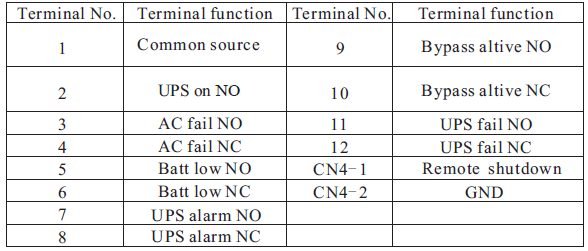 Terminal No. Terminal function Terminal No. Terminal function
1 Common source 9 Bypass altive NO
2 UPS on NO 10 Bypass altive NC
3 AC fail NO 11 UPS fail NO
4 AC fail NC 12 UPS fail NC
5 Batt low NO CN4-1 Remote shutdown
6 Batt low NC CN4-2 GND
7 UPS alarm NO
8 UPS alarm NC